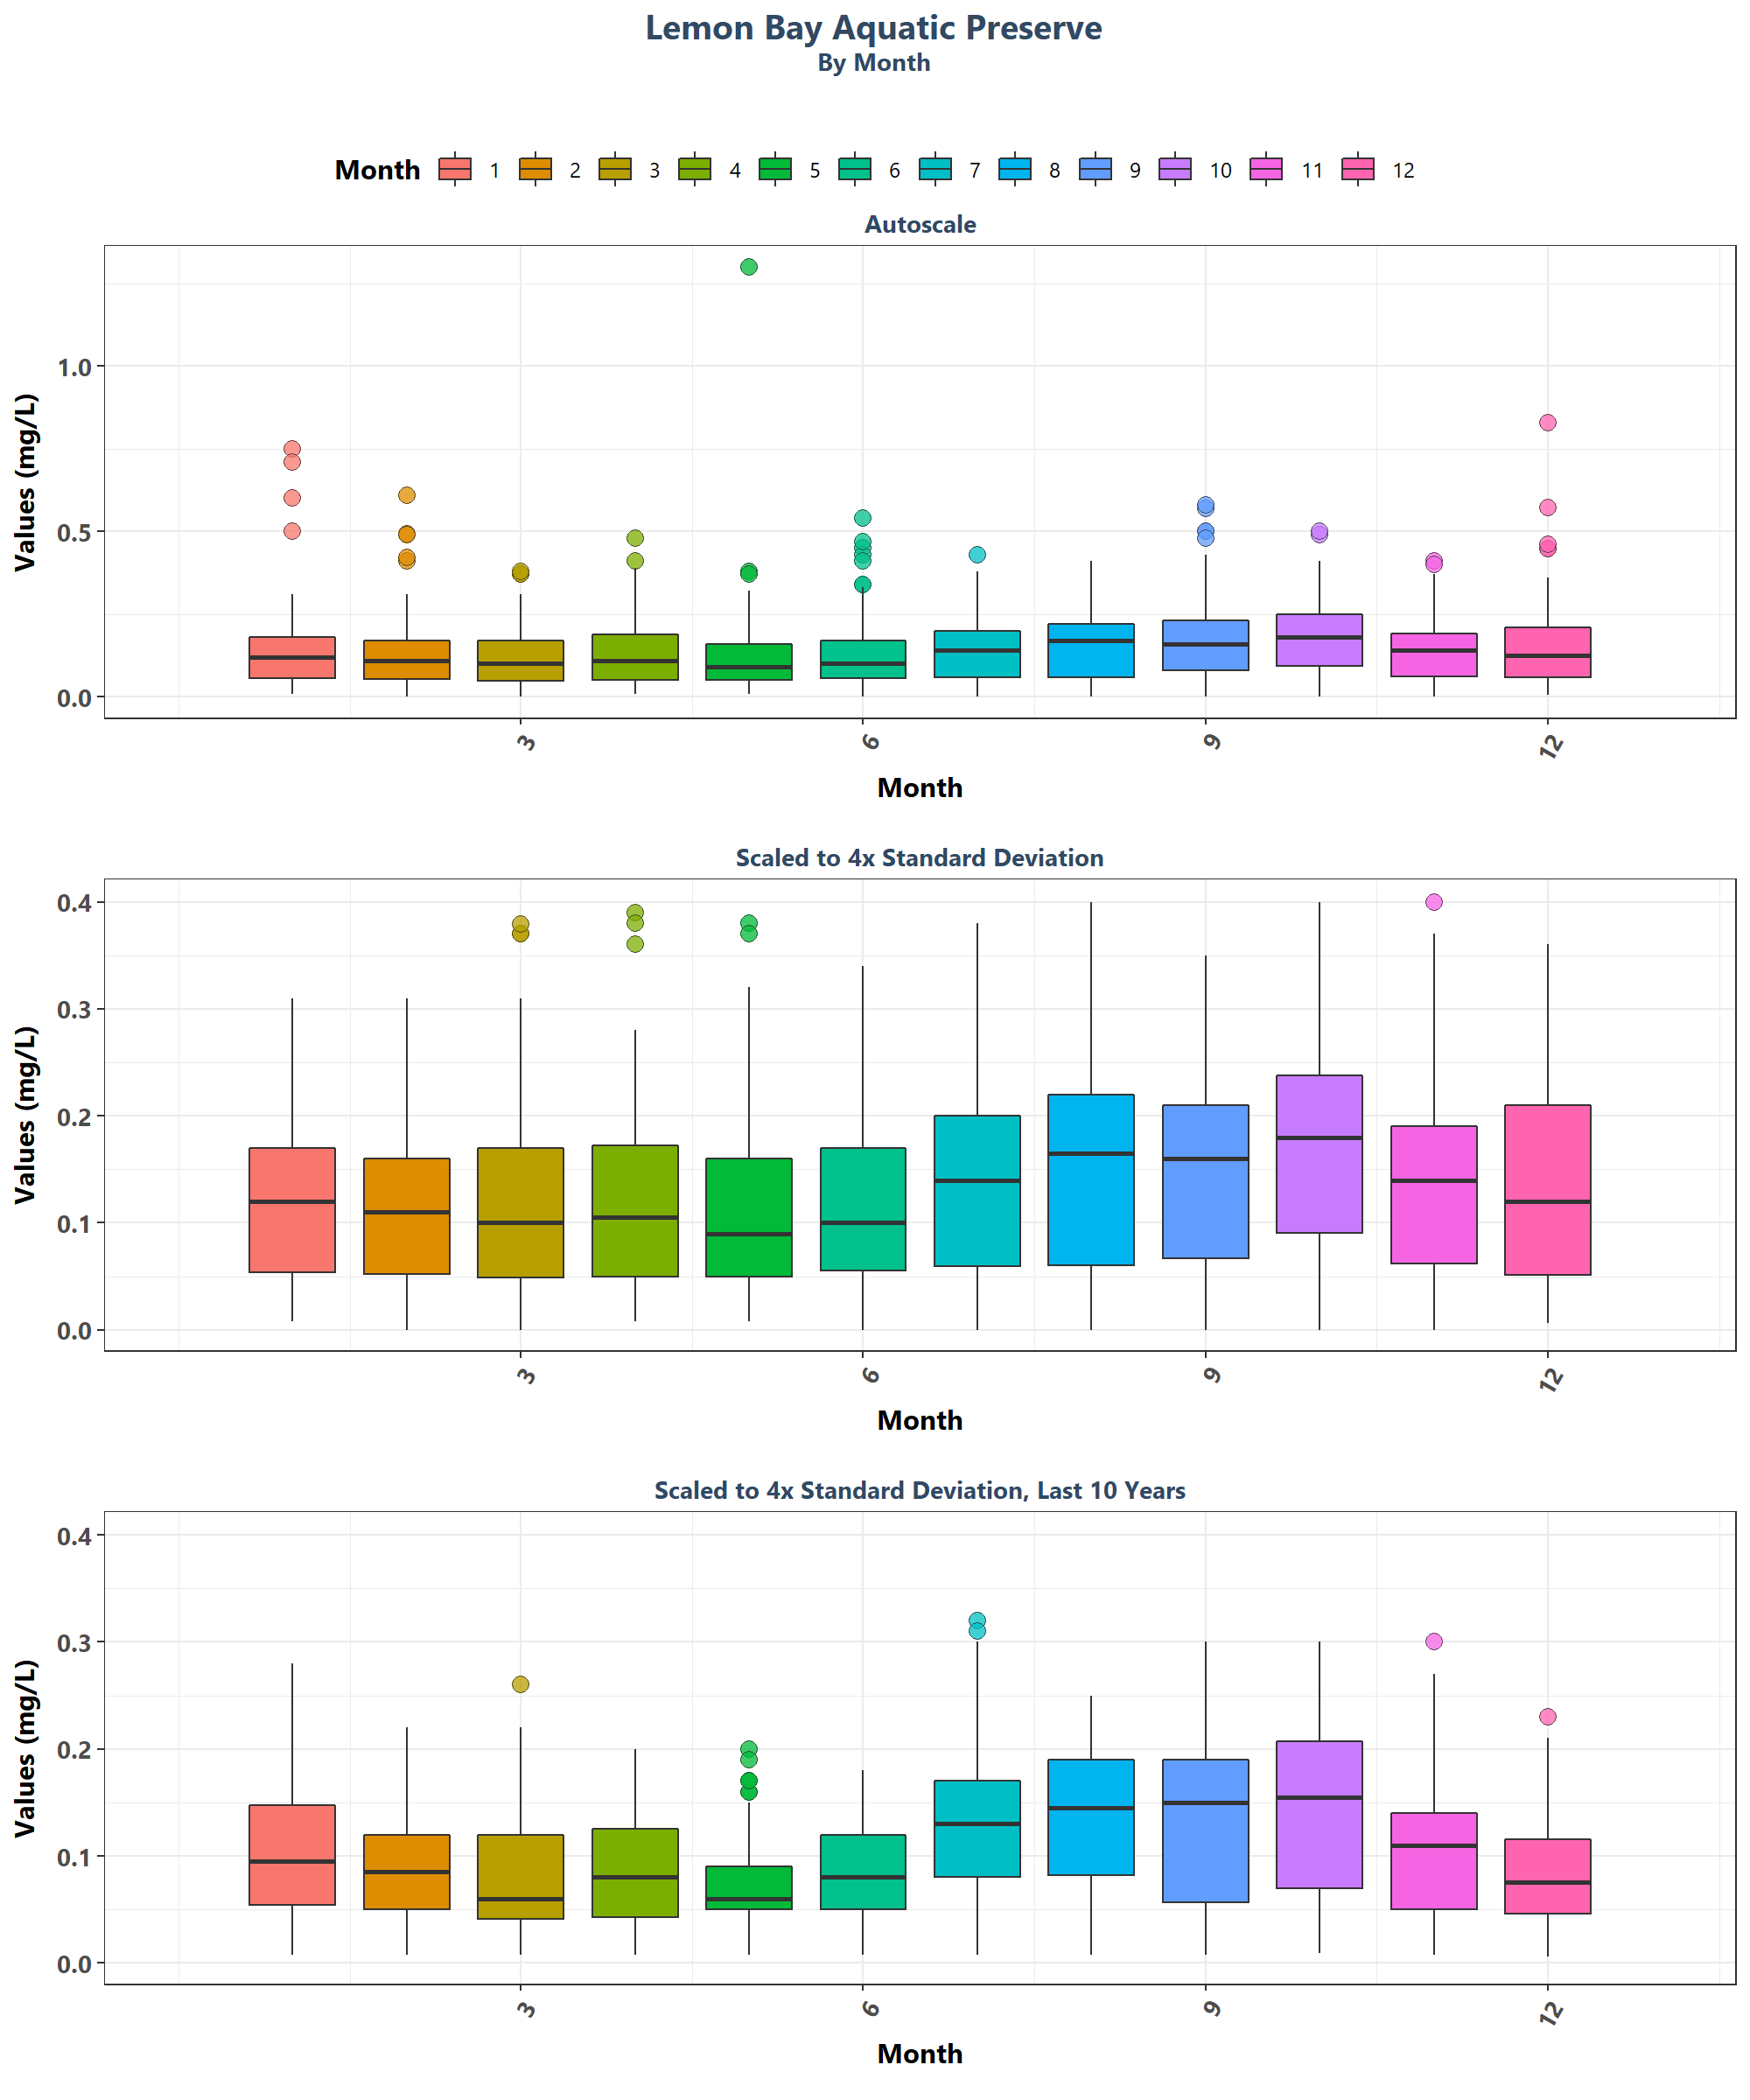 Lemon Bay Aquatic Preserve
By Month
Month 1 2 3 4 5 6 7 8 9 10 11 12
Autoscale
Values (mg/L)
1.0
0.5
0.0
3 6 9 12
Month
Scaled to 4x Standard Deviation
Values (mg/L)
0.4
0.3
0.2
0.1
0.0
3 6 9 12
Month
Scaled to 4x Standard Deviation, Last 10 Years
Values (mg/L)
0.4
0.3
0.2
0.1
0.0
3 6 9 12
Month